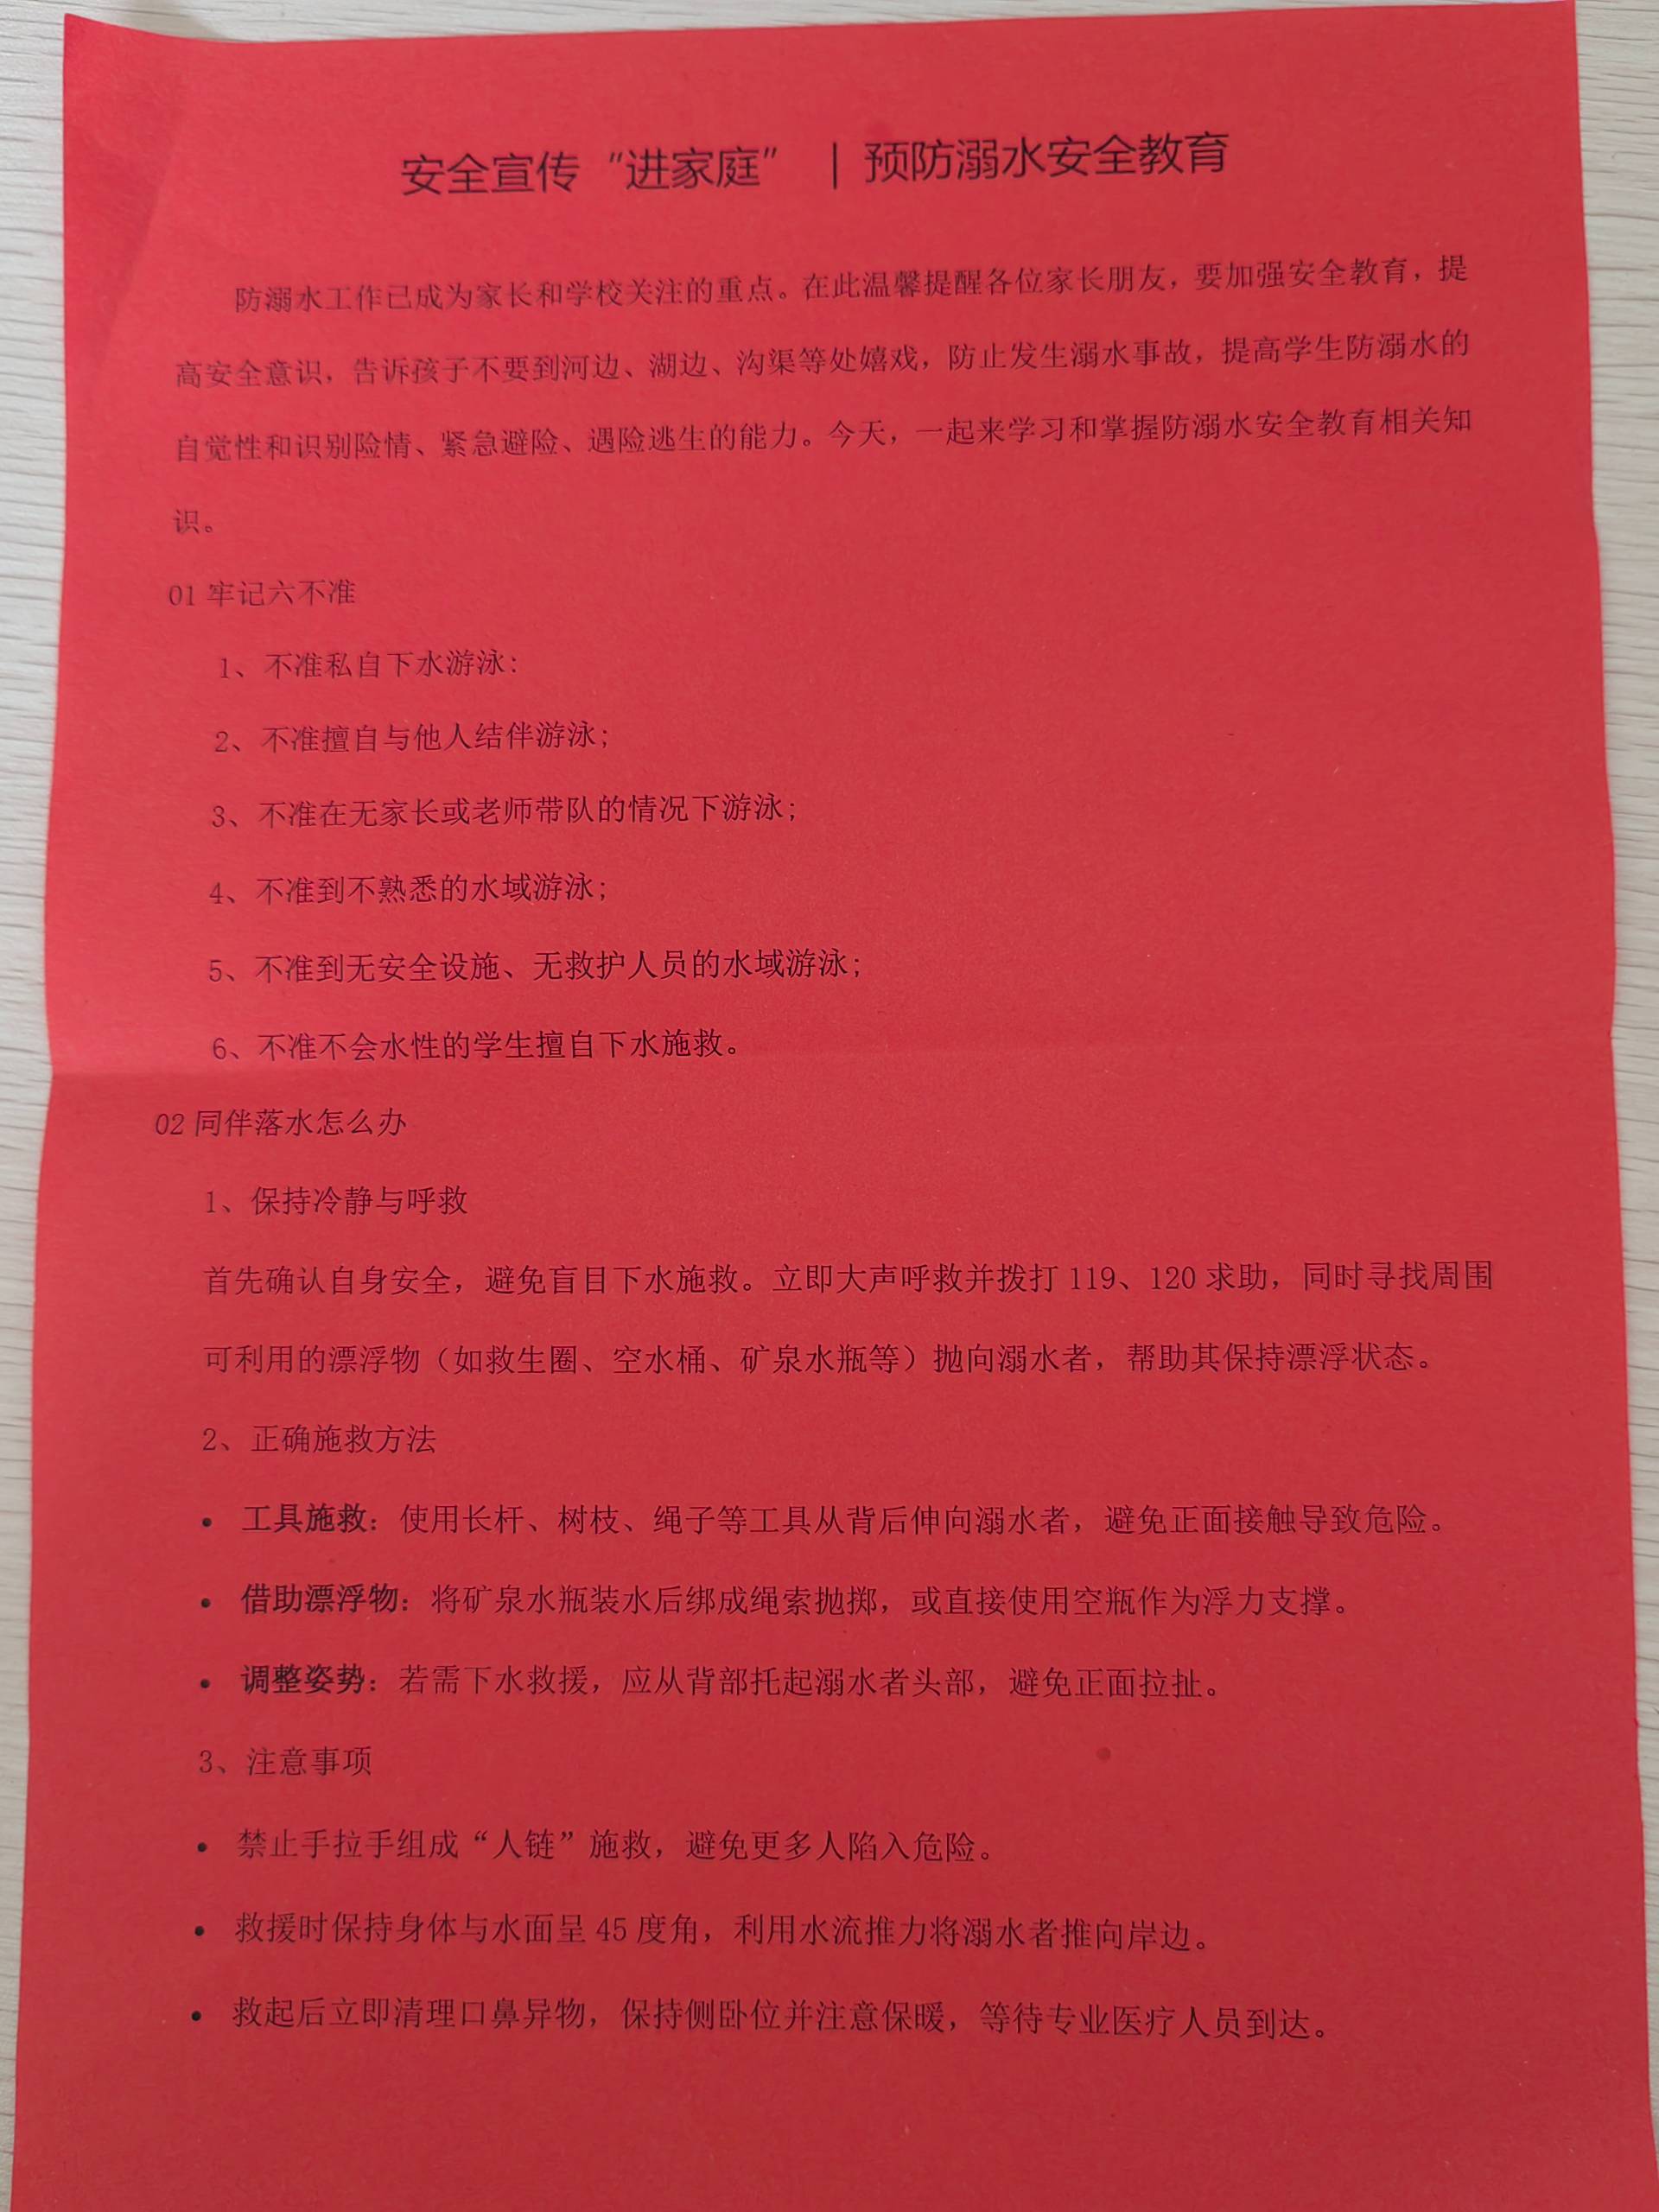 安全宣传“进家庭” | 预防溺水安全教育
防溺水工作已成为家长和学校关注的重点。在此温馨提醒各位家长朋友，要加强安全教育，提
高安全意识，告诉孩子不要到河边、湖边、沟渠等处嬉戏，防止发生溺水事故，提高学生防溺水的
自觉性和识别险情、紧急避险、遇险逃生的能力。今天，一起来学习和掌握防溺水安全教育相关知
识。
01 牢记六不准
1、不准私自下水游泳：
2、不准擅自与他人结伴游泳；
3、不准在无家长或老师带队的情况下游泳；
4、不准到不熟悉的水域游泳；
5、不准到无安全设施、无救护人员的水域游泳；
6、不准不会水性的学生擅自下水施救。
02 同伴落水怎么办
1、保持冷静与呼救
首先确认自身安全，避免盲目下水施救。立即大声呼救并拨打 119、120 求助，同时寻找周围
可利用的漂浮物（如救生圈、空水桶、矿泉水瓶等）抛向溺水者，帮助其保持漂浮状态。
2、正确施救方法
• 工具施救：使用长杆、树枝、绳子等工具从背后伸向溺水者，避免正面接触导致危险。
• 借助漂浮物：将矿泉水瓶装水后绑成绳索抛掷，或直接使用空瓶作为浮力支撑。
• 调整姿势：若需下水救援，应从背部托起溺水者头部，避免正面拉扯。
3、注意事项
• 禁止手拉手组成“人链”施救，避免更多人陷入危险。
• 救援时保持身体与水面呈 45 度角，利用水流推力将溺水者推向岸边。
• 救起后立即清理口鼻异物，保持侧卧位并注意保暖，等待专业医疗人员到达。